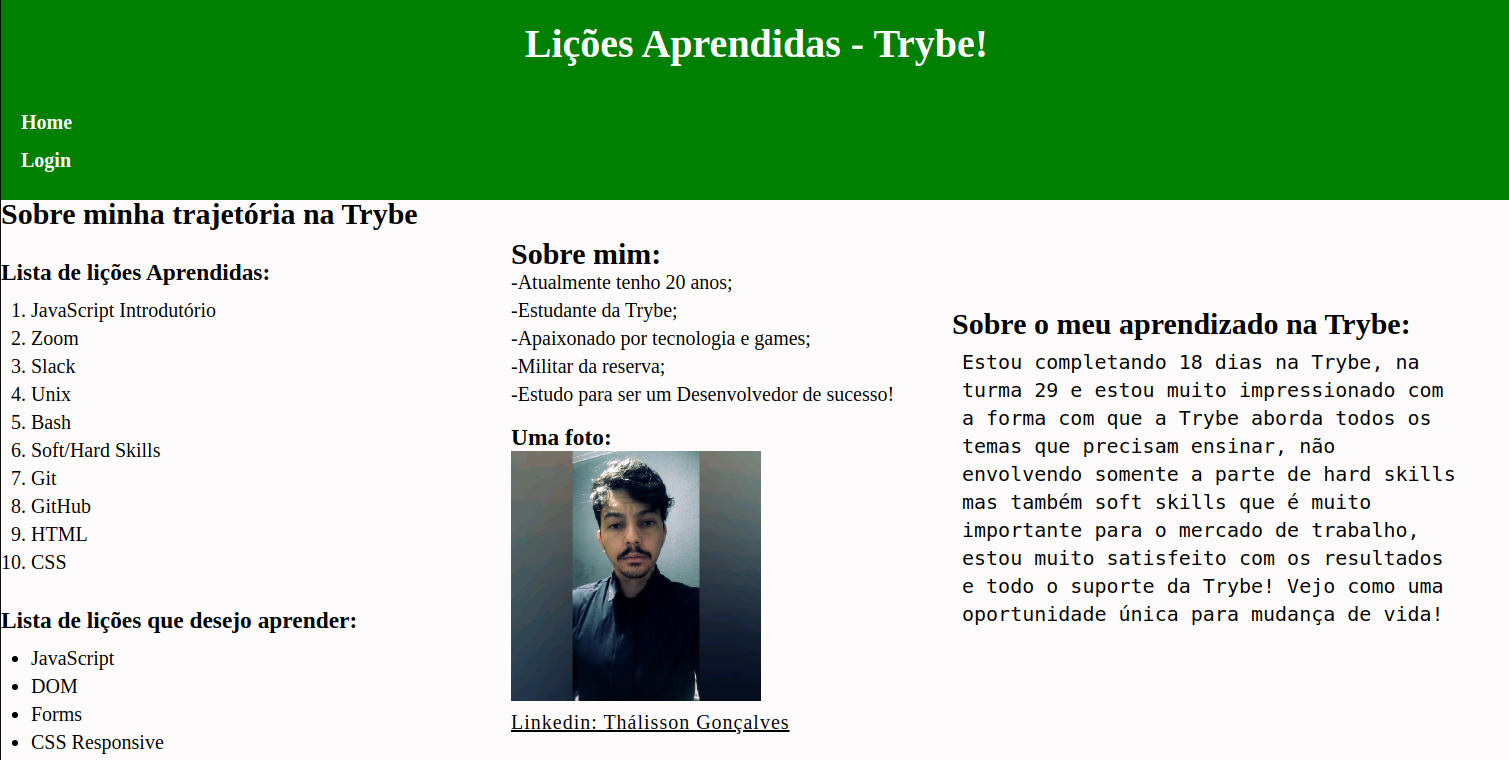 Lições Aprendidas - Trybe!
Home
Login
Sobre minha trajetória na Trybe
Lista de lições Aprendidas:
1. JavaScript Introdutório
2. Zoom
3. Slack
4. Unix
5. Bash
6. Soft/Hard Skills
7. Git
8. GitHub
9. HTML
10. CSS
Lista de lições que desejo aprender:
• JavaScript
• DOM
• Forms
• CSS Responsive
Sobre mim:
-Atualmente tenho 20 anos;
-Estudante da Trybe;
-Apaixonado por tecnologia e games;
-Militar da reserva;
-Estudo para ser um Desenvolvedor de sucesso!
Uma foto:
Linkedin: Thálisson Gonçalves
Sobre o meu aprendizado na Trybe:
Estou completando 18 dias na Trybe, na
turma 29 e estou muito impressionado com
a forma com que a Trybe aborda todos os
temas que precisam ensinar, não
envolvendo somente a parte de hard skills
mas também soft skills que é muito
importante para o mercado de trabalho,
estou muito satisfeito com os resultados
e todo o suporte da Trybe! Vejo como uma
oportunidade única para mudança de vida!